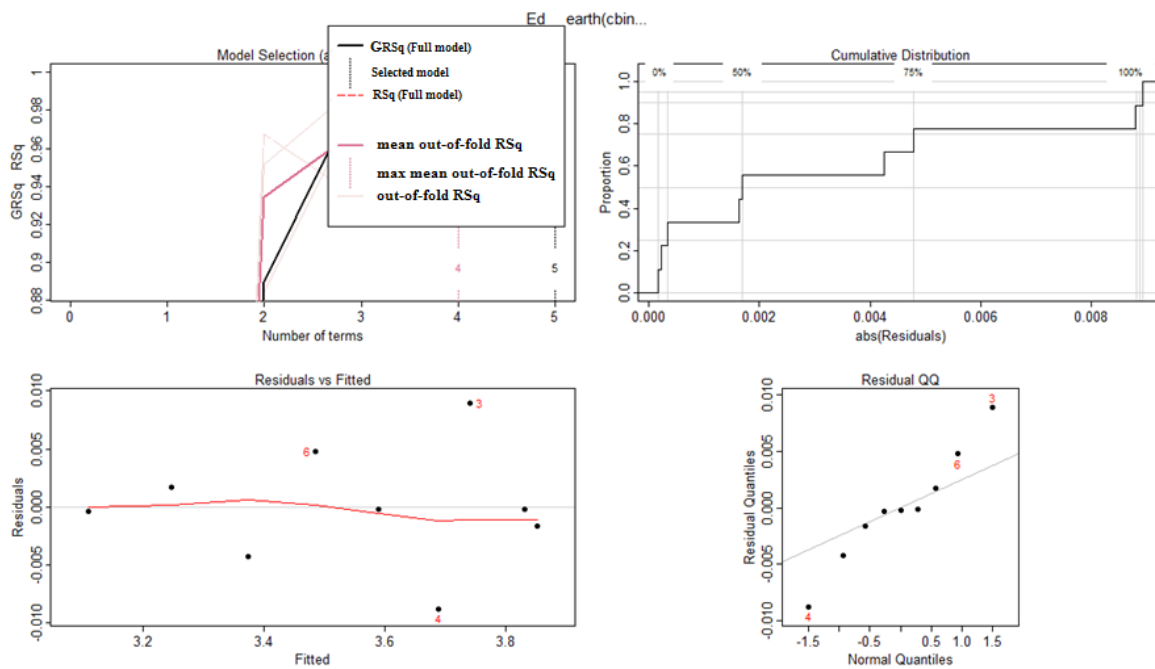 Ed earth(cbin...
Model Selection (a
GRSq (Full model)
Selected model
RSq (Full model)
mean out-of-fold RSq
max mean out-of-fold RSq
out-of-fold RSq
GRSq RSq
1
0.98
0.96
0.94
0.92
0.9
0.88
4
5
0 1 2 3 4 5
Number of terms
Cumulative Distribution
0% 50% 75% 100%
Proportion
1.0
0.8
0.6
0.4
0.2
0.0
0.000 0.002 0.004 0.006 0.008
abs(Residuals)
Residuals vs Fitted
Residuals
0.010
0.005
0.000
-0.005
-0.010
3
6
4
3.2 3.4 3.6 3.8
Fitted
Residual QQ
Residual Quantiles
0.010
0.005
0.000
-0.005
-0.010
3
6
4
-1.5 -0.5 0.5 1.0 1.5
Normal Quantiles